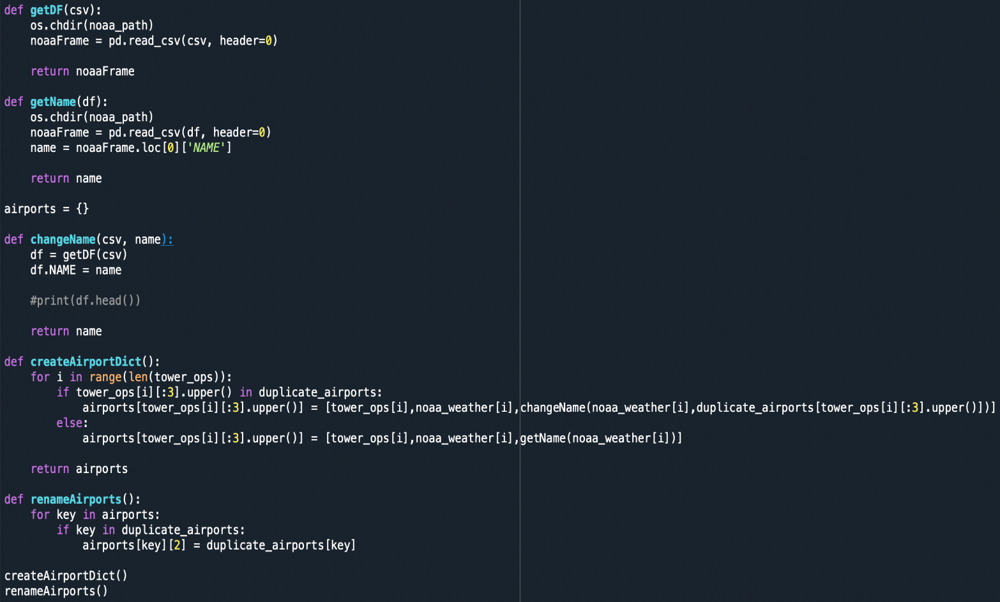 def getDF(csv):
    os.chdir(noaa_path)
    noaaFrame = pd.read_csv(csv, header=0)

    return noaaFrame

def getName(df):
    os.chdir(noaa_path)
    noaaFrame = pd.read_csv(df, header=0)
    name = noaaFrame.loc[0]['NAME']

    return name

airports = {}

def changeName(csv, name):
    df = getDF(csv)
    df.NAME = name

    #print(df.head())

    return name

def createAirportDict():
    for i in range(len(tower_ops)):
        if tower_ops[i][:3].upper() in duplicate_airports:
            airports[tower_ops[i][:3].upper()] = [tower_ops[i],noaa_weather[i],changeName(noaa_weather[i],duplicate_airports[tower_ops[i][:3].upper()])]
        else:
            airports[tower_ops[i][:3].upper()] = [tower_ops[i],noaa_weather[i],getName(noaa_weather[i])]

    return airports

def renameAirports():
    for key in airports:
        if key in duplicate_airports:
            airports[key][2] = duplicate_airports[key]

createAirportDict()
renameAirports()